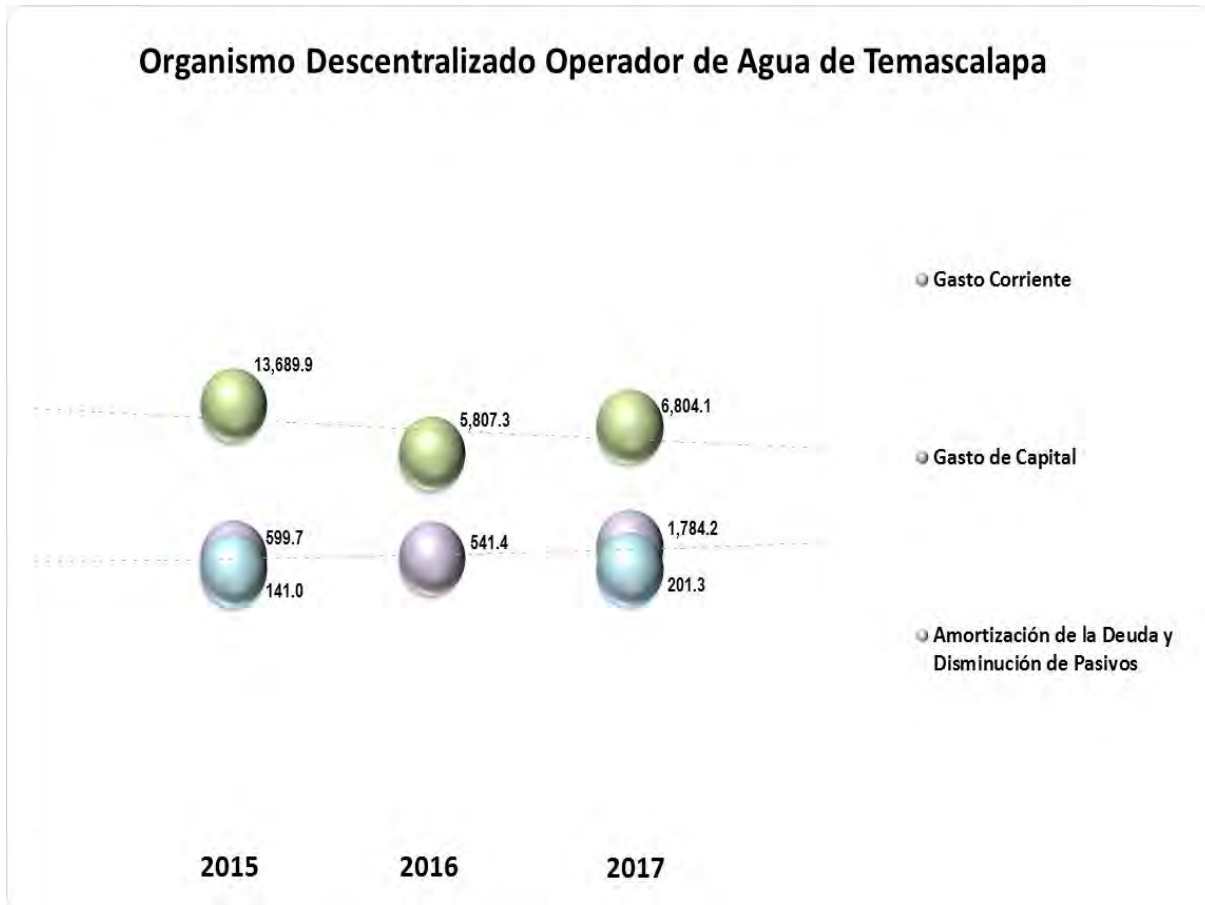 Organismo Descentralizado Operador de Agua de Temascalapa
Gasto Corriente
13,689.9
5,807.3
6,804.1
Gasto de Capital
599.7
541.4
1,784.2
141.0
201.3
Amortización de la Deuda y
Disminución de Pasivos
2015
2016
2017